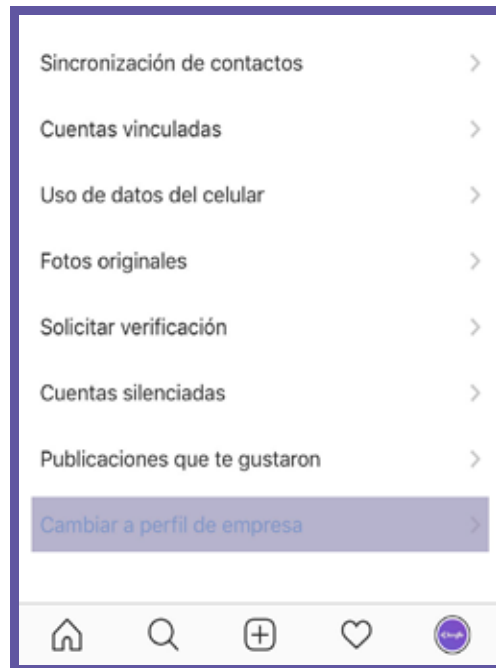 Sincronización de contactos
Cuentas vinculadas
Uso de datos del celular
Fotos originales
Solicitar verificación
Cuentas silenciadas
Publicaciones que te gustaron
Cambiar a perfil de empresa